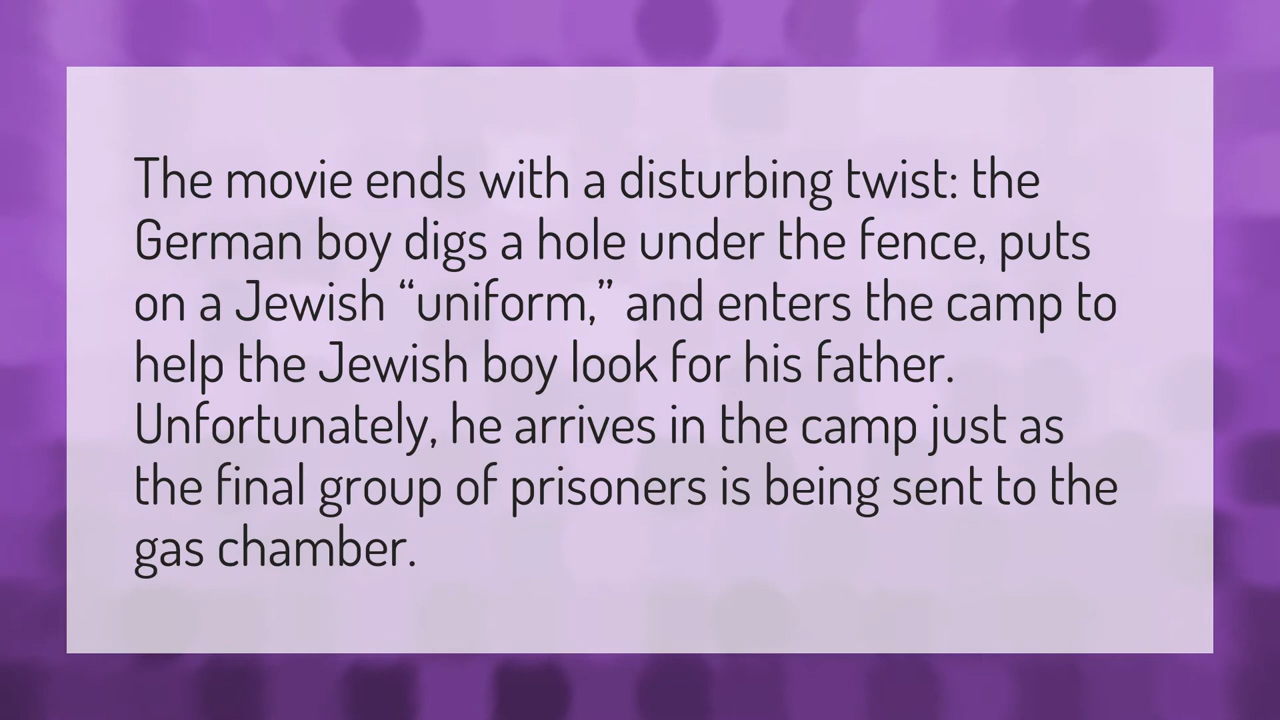 The movie ends with a disturbing twist: the
German boy digs a hole under the fence, puts
on a Jewish “uniform,” and enters the camp to
help the Jewish boy look for his father.
Unfortunately, he arrives in the camp just as
the final group of prisoners is being sent to the
gas chamber.